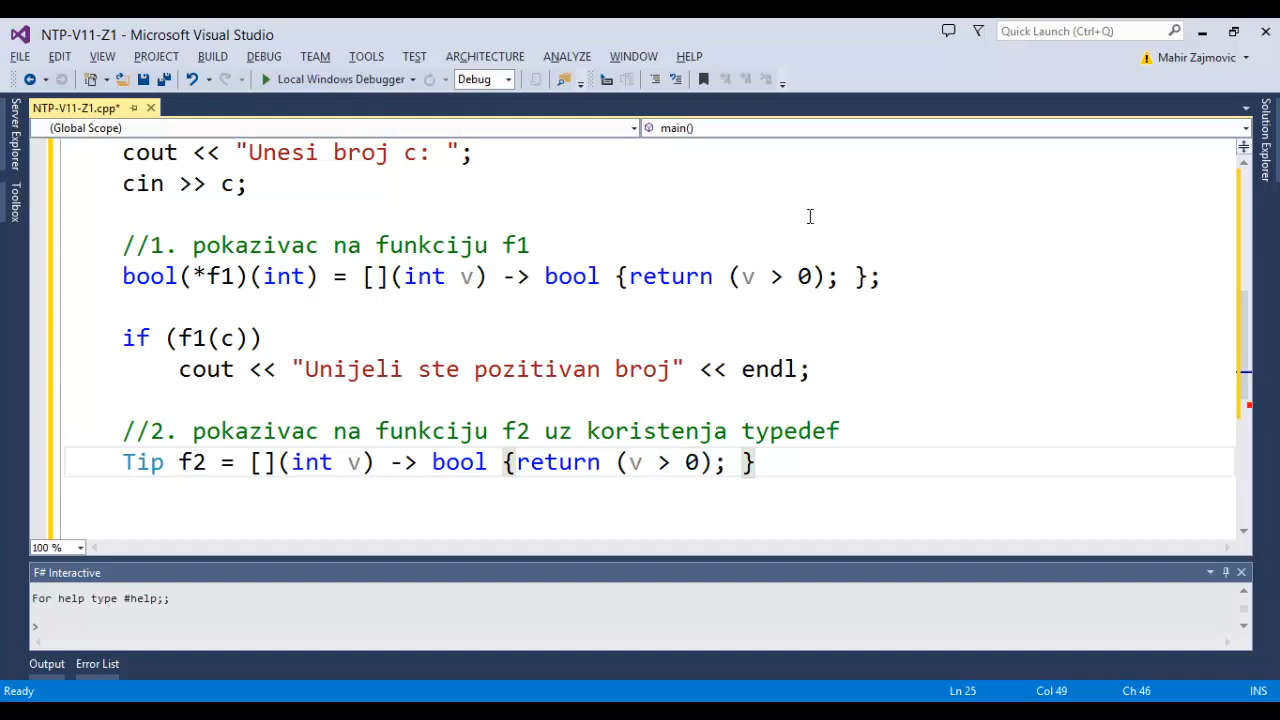 NTP-V11-Z1 - Microsoft Visual Studio
Quick Launch (Ctrl+Q)
FILE EDIT VIEW PROJECT BUILD DEBUG TEAM TOOLS TEST ARCHITECTURE ANALYZE WINDOW HELP
Mahir Zajmovic
Local Windows Debugger Debug
NTP-V11-Z1.cpp*
(Global Scope) main()
Server Explorer
Toolbox
Solution Explorer
cout << "Unesi broj c: ";
cin >> c;
//1. pokazivac na funkciju f1
bool(*f1)(int) = [](int v) -> bool {return (v > 0); };
if (f1(c))
cout << "Unijeli ste pozitivan broj" << endl;
//2. pokazivac na funkciju f2 uz koristenja typedef
Tip f2 = [](int v) -> bool {return (v > 0); }
100 %
F# Interactive
For help type #help;;
>
Output Error List
Ready Ln 25 Col 49 Ch 46 INS